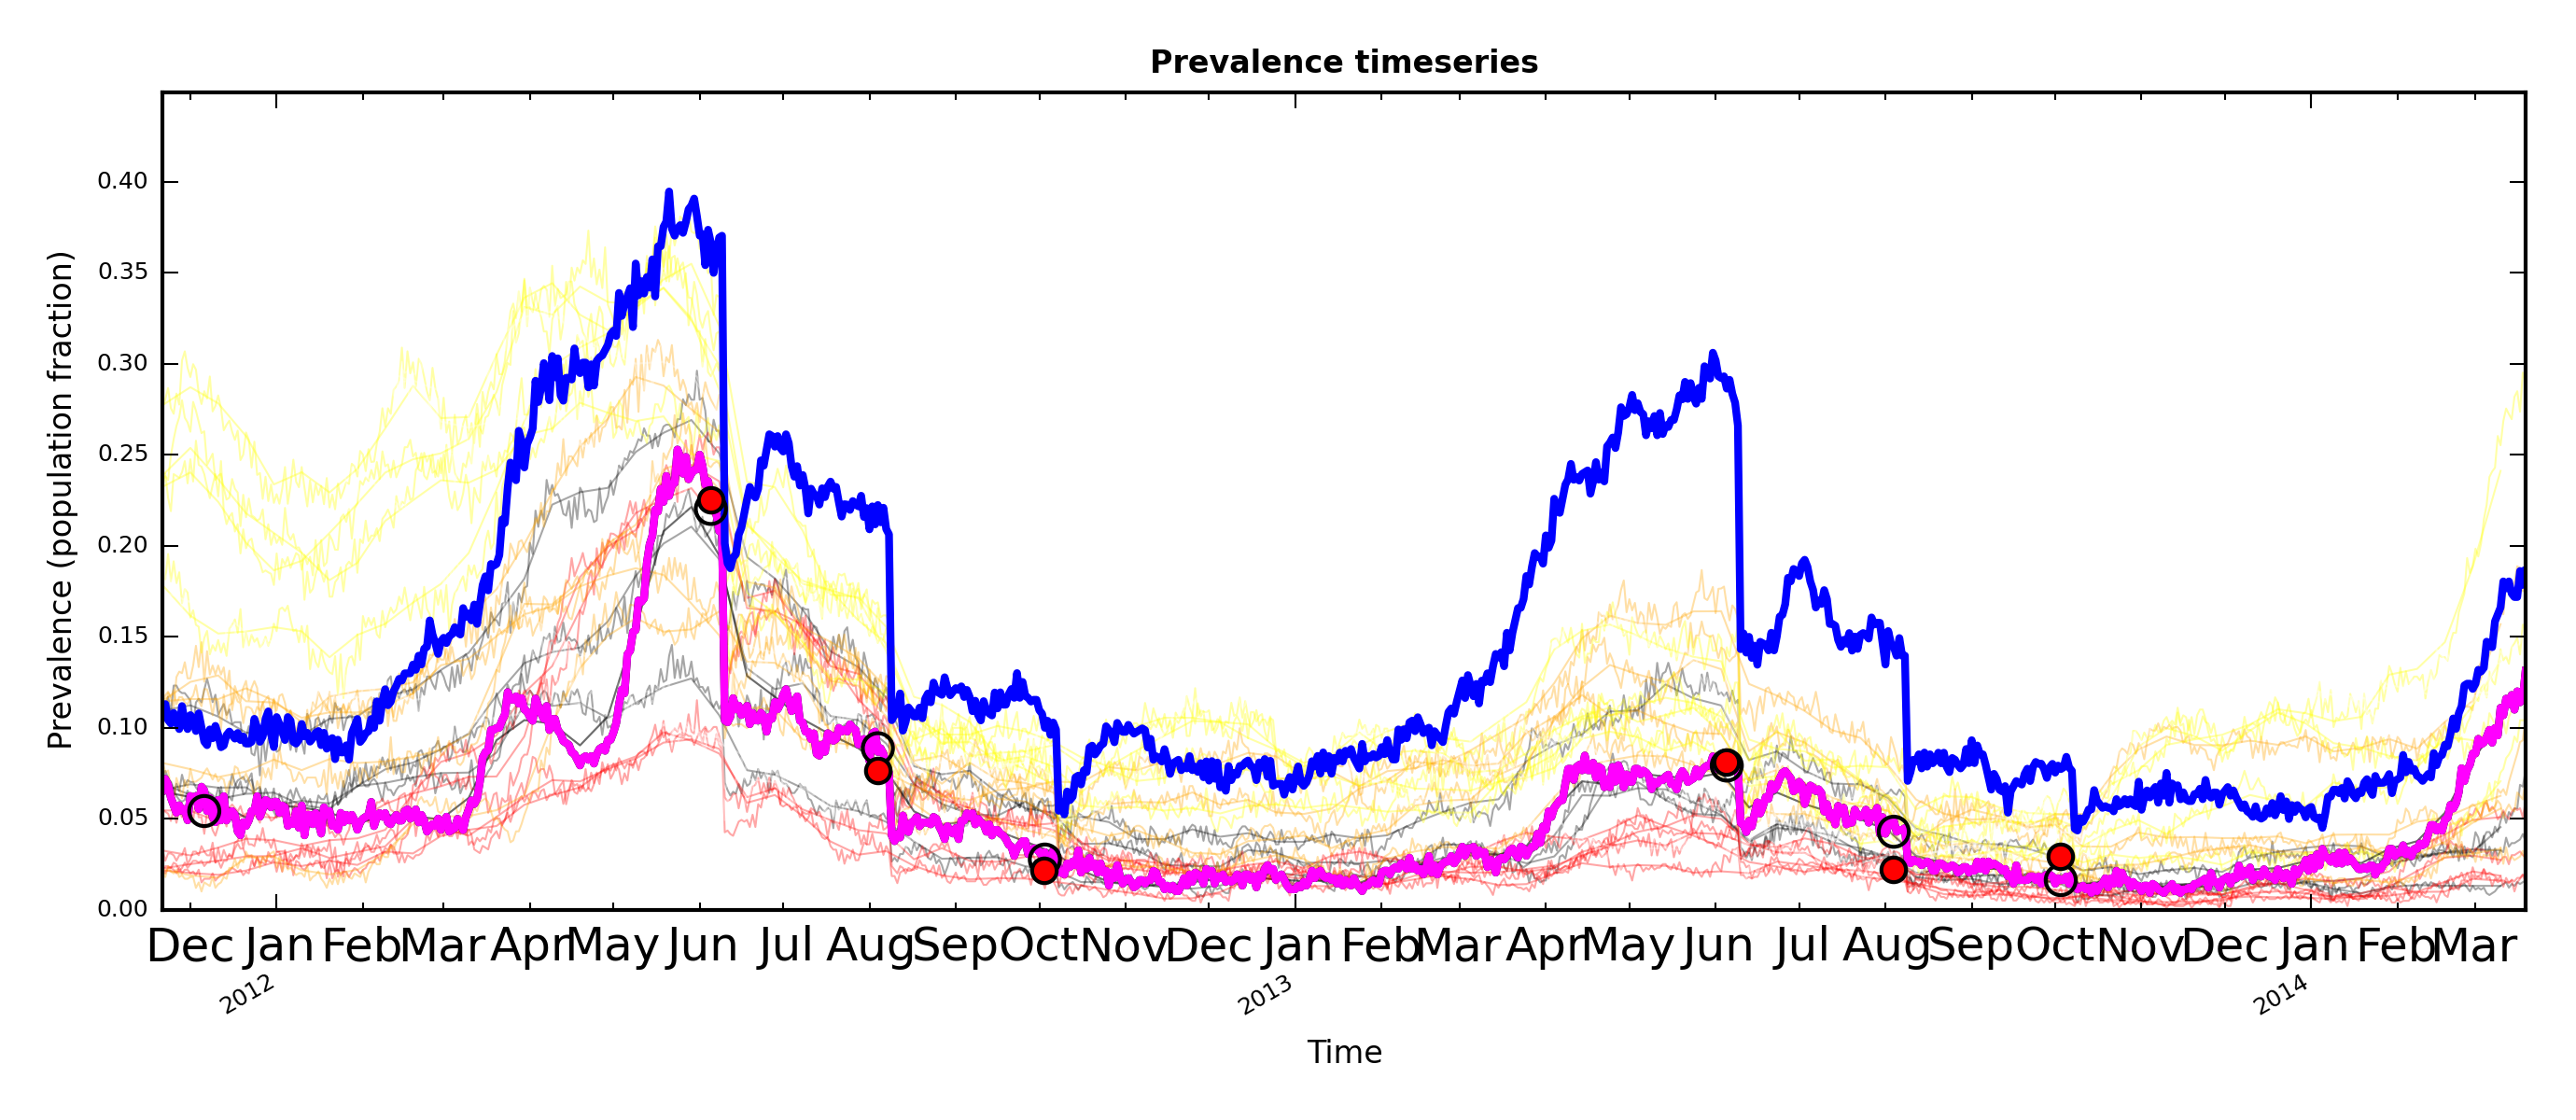 Prevalence timeseries
Prevalence (population fraction)
0.40
0.35
0.30
0.25
0.20
0.15
0.10
0.05
0.00
Dec Jan Feb Mar Apr May Jun Jul Aug Sep Oct Nov Dec Jan Feb Mar Apr May Jun Jul Aug Sep Oct Nov Dec Jan Feb Mar
2012 2013 2014
Time